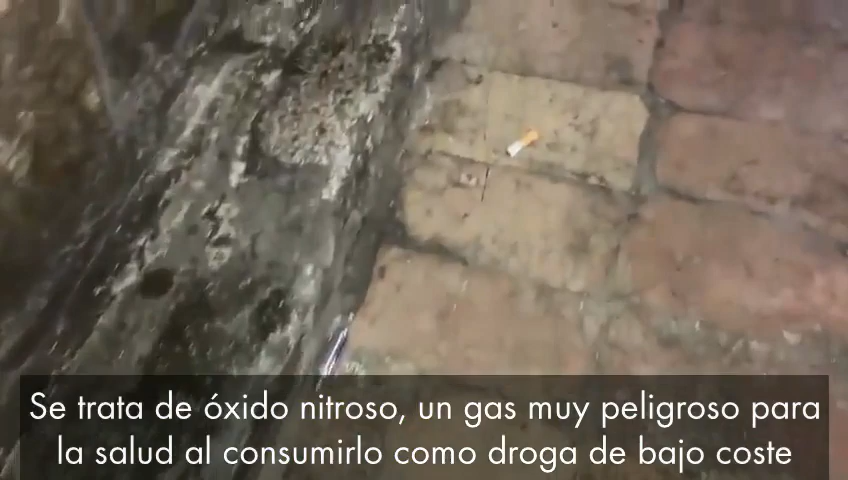 Se trata de óxido nitroso, un gas muy peligroso para
la salud al consumirlo como droga de bajo coste